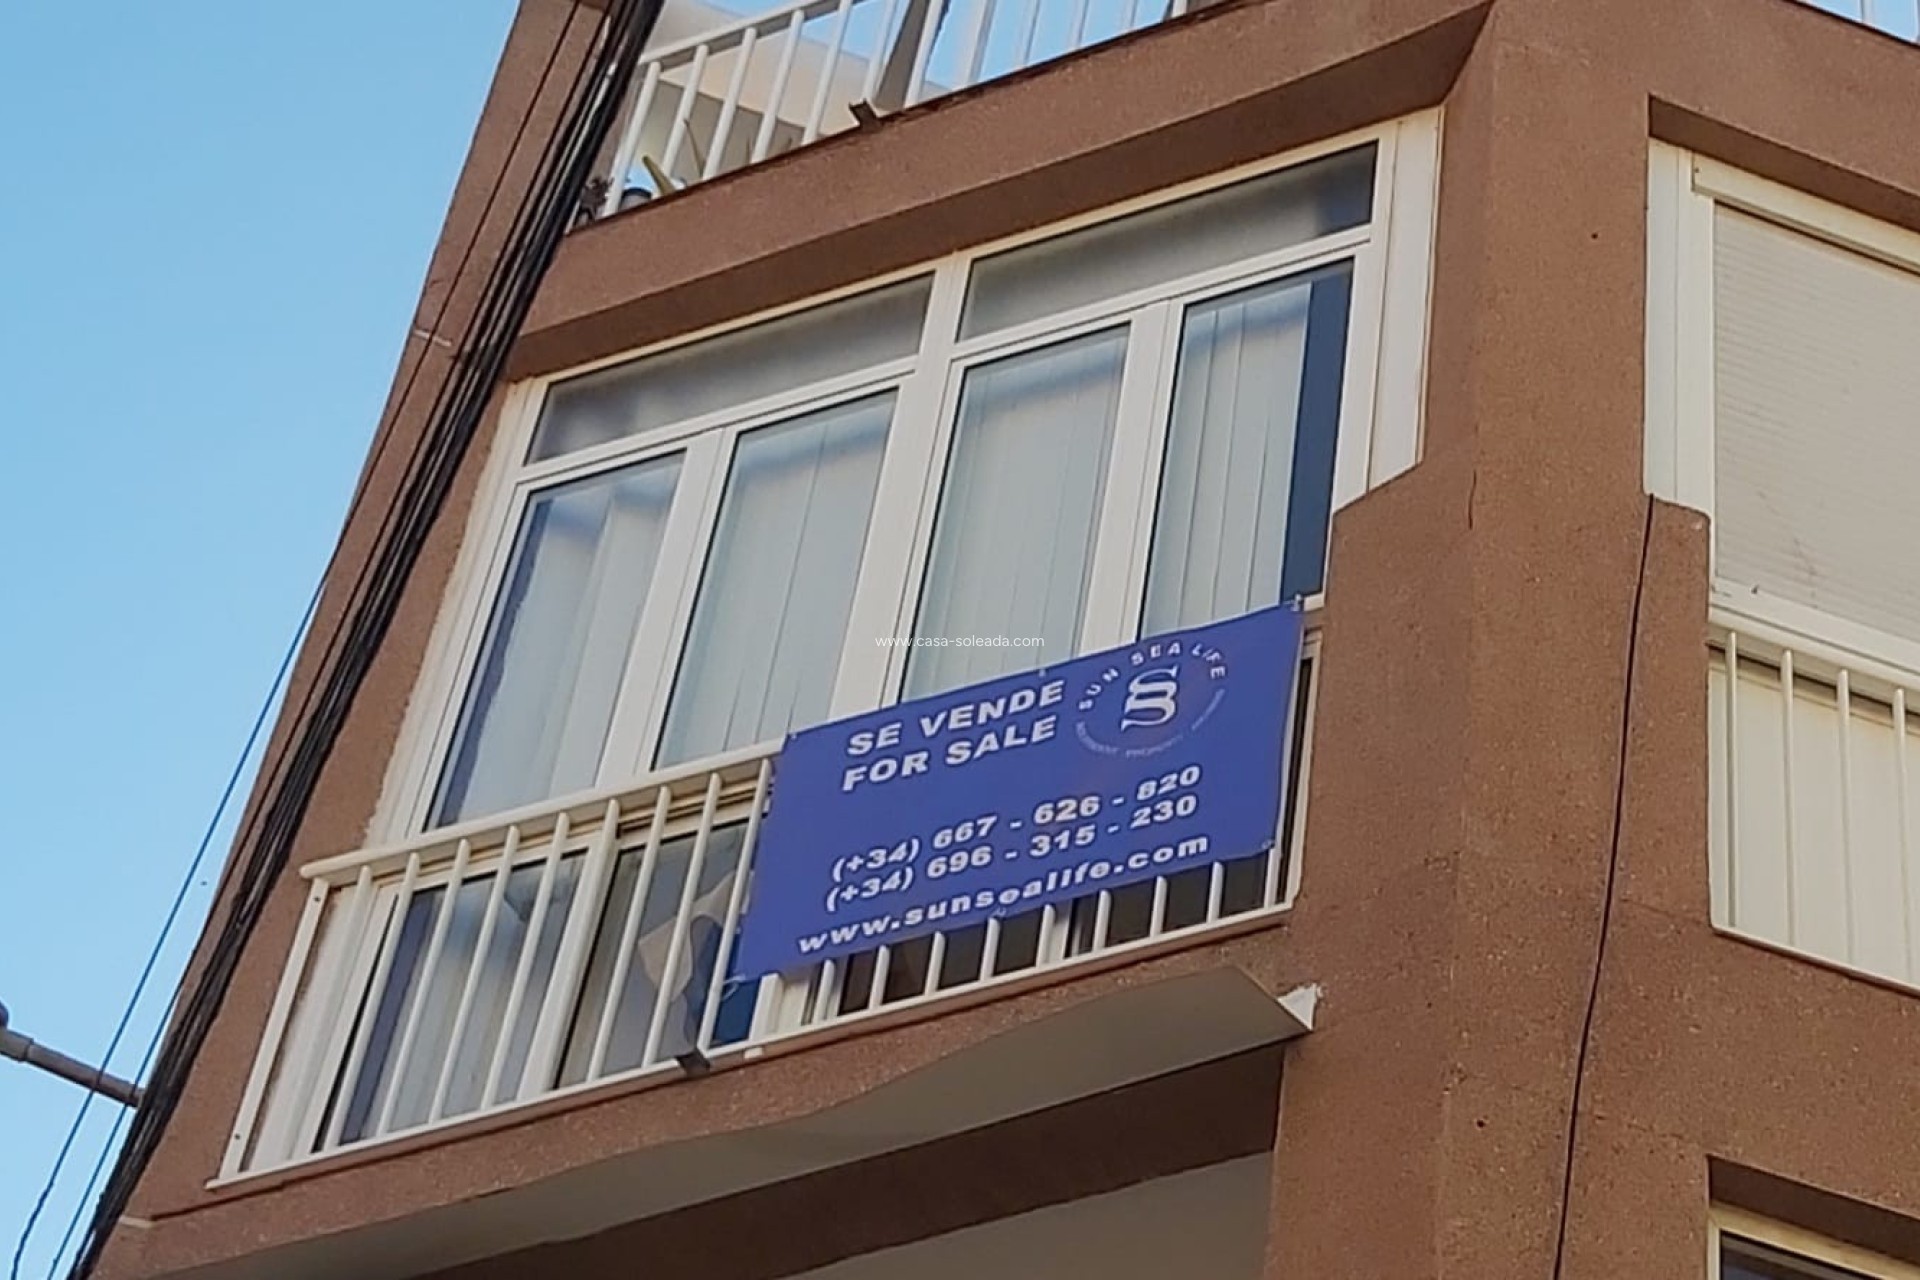 www.casa-soleada.com
SE VENDE
FOR SALE
SUN SEA LIFE
(+34) 667 - 626 - 820
(+34) 696 - 315 - 230
www.sunsealife.com